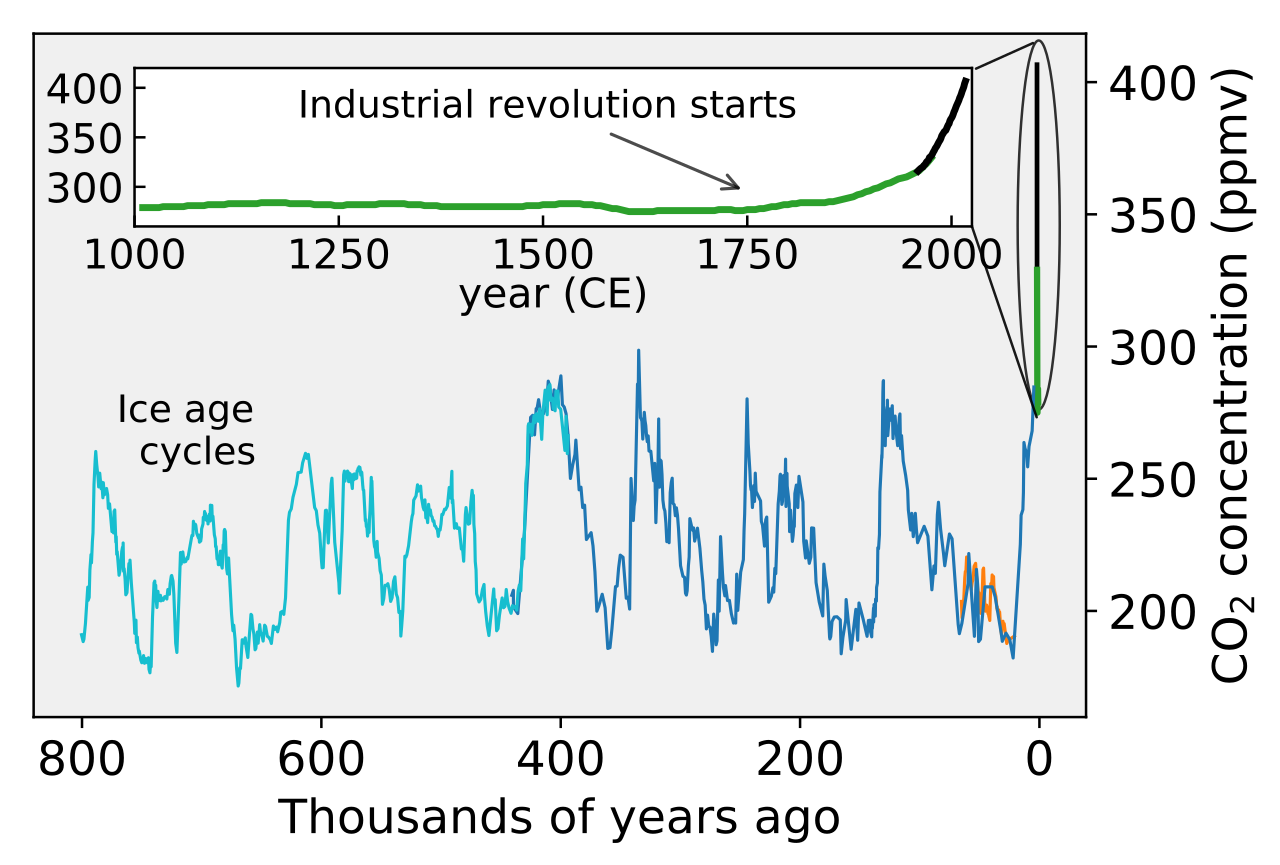 400
350
300
Industrial revolution starts
1000 1250 1500 1750 2000
year (CE)
Ice age
cycles
400
350
300
250
200
CO₂ concentration (ppmv)
800 600 400 200 0
Thousands of years ago